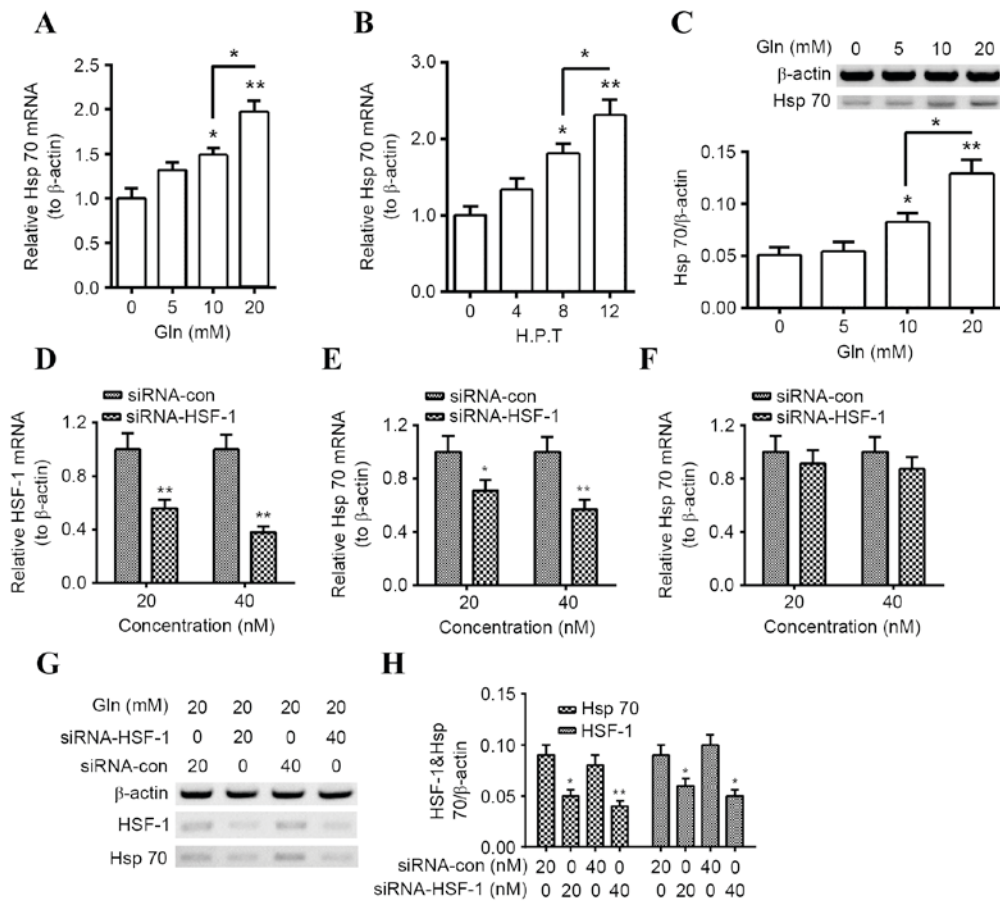 A
Relative Hsp 70 mRNA
(to β-actin)
2.5
2.0
1.5
1.0
0.5
0.0
*
**
*
0 5 10 20
Gln (mM)
B
Relative Hsp 70 mRNA
(to β-actin)
3.0
2.0
1.0
0.0
*
**
*
0 4 8 12
H.P.T
C
Gln (mM) 0 5 10 20
β-actin
Hsp 70
Hsp 70/β-actin
0.15
0.10
0.05
0.00
*
**
*
0 5 10 20
Gln (mM)
D
siRNA-con
siRNA-HSF-1
Relative HSF-1 mRNA
(to β-actin)
1.2
0.8
0.4
0.0
**
**
20 40
Concentration (nM)
E
siRNA-con
siRNA-HSF-1
Relative Hsp 70 mRNA
(to β-actin)
1.2
0.8
0.4
0.0
*
**
20 40
Concentration (nM)
F
siRNA-con
siRNA-HSF-1
Relative Hsp 70 mRNA
(to β-actin)
1.2
0.8
0.4
0.0
20 40
Concentration (nM)
G
Gln (mM) 20 20 20 20
siRNA-HSF-1 0 20 0 40
siRNA-con 20 0 40 0
β-actin
HSF-1
Hsp 70
H
HSF-1&Hsp
70/β-actin
0.15
0.10
0.05
0.00
Hsp 70
HSF-1
*
**
*
*
siRNA-con (nM) 20 0 40 0 20 0 40 0
siRNA-HSF-1 (nM) 0 20 0 40 0 20 0 40